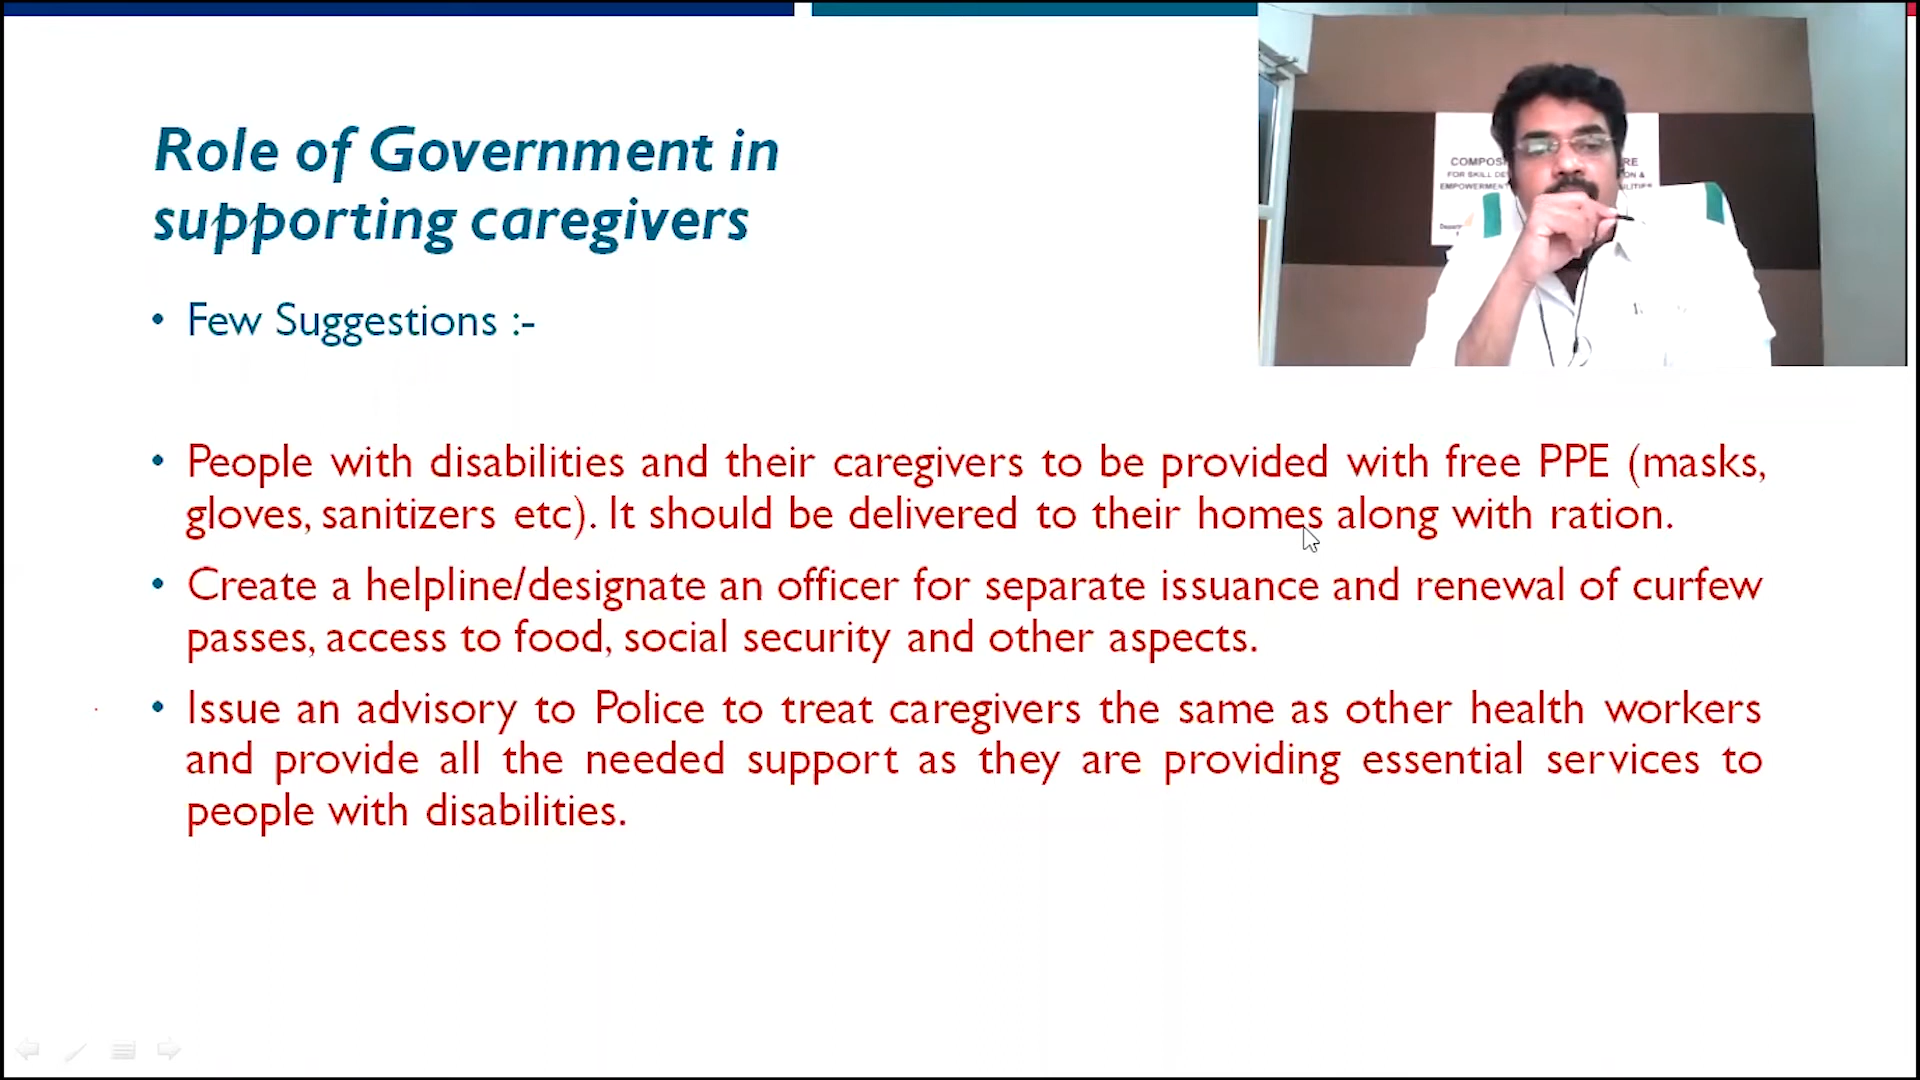 Role of Government in
supporting caregivers
• Few Suggestions :-
• People with disabilities and their caregivers to be provided with free PPE (masks,
gloves, sanitizers etc). It should be delivered to their homes along with ration.
• Create a helpline/designate an officer for separate issuance and renewal of curfew
passes, access to food, social security and other aspects.
• Issue an advisory to Police to treat caregivers the same as other health workers
and provide all the needed support as they are providing essential services to
people with disabilities.
FOR SKILL